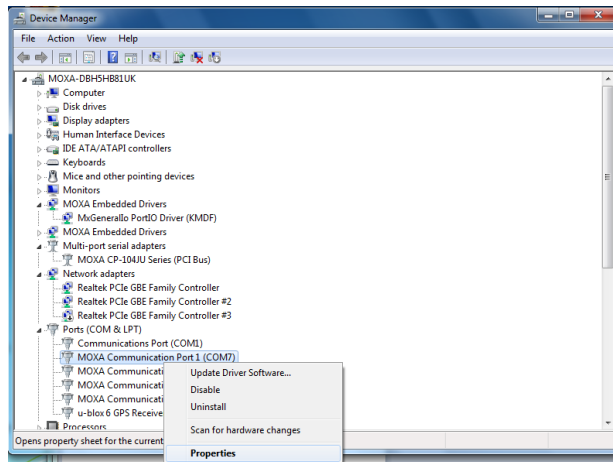 Device Manager
File Action View Help
MOXA-DBH5HB81UK
Computer
Disk drives
Display adapters
Human Interface Devices
IDE ATA/ATAPI controllers
Keyboards
Mice and other pointing devices
Monitors
MOXA Embedded Drivers
MxGeneralIo PortIO Driver (KMDF)
MOXA Embedded Drivers
Multi-port serial adapters
MOXA CP-104JU Series (PCI Bus)
Network adapters
Realtek PCIe GBE Family Controller
Realtek PCIe GBE Family Controller #2
Realtek PCIe GBE Family Controller #3
Ports (COM & LPT)
Communications Port (COM1)
MOXA Communication Port 1 (COM7)
MOXA Communicati
MOXA Communicati
MOXA Communicati
u-blox 6 GPS Receive
Processors
Update Driver Software...
Disable
Uninstall
Scan for hardware changes
Properties
Opens property sheet for the current